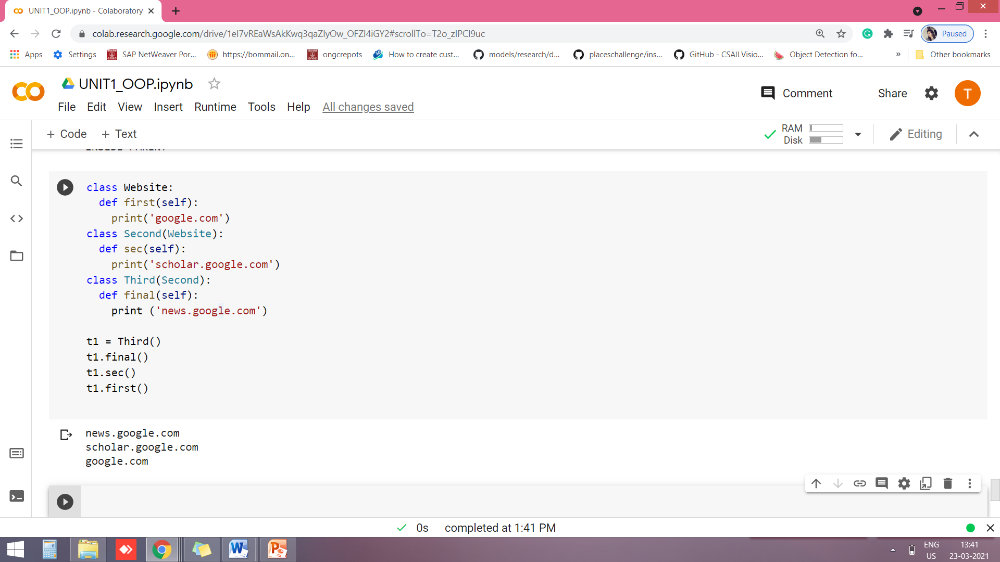 UNIT1_OOP.ipynb - Colaboratory
colab.research.google.com/drive/1eI7vREaWsAkKwq3qaZIyOw_OFZI4iGY2#scrollTo=T2o_zIPCI9uc
Paused
Apps Settings SAP NetWeaver Por... https://bommail.on... ongcrepots How to create cust... models/research/d... placeschallenge/ins... GitHub - CSAILVisio... Object Detection fo... » Other bookmarks
UNIT1_OOP.ipynb
Comment Share T
File Edit View Insert Runtime Tools Help All changes saved
+ Code + Text
RAM
Disk
Editing
class Website:
  def first(self):
    print('google.com')
class Second(Website):
  def sec(self):
    print('scholar.google.com')
class Third(Second):
  def final(self):
    print ('news.google.com')
t1 = Third()
t1.final()
t1.sec()
t1.first()
news.google.com
scholar.google.com
google.com
0s completed at 1:41 PM
ENG 13:41
US 23-03-2021